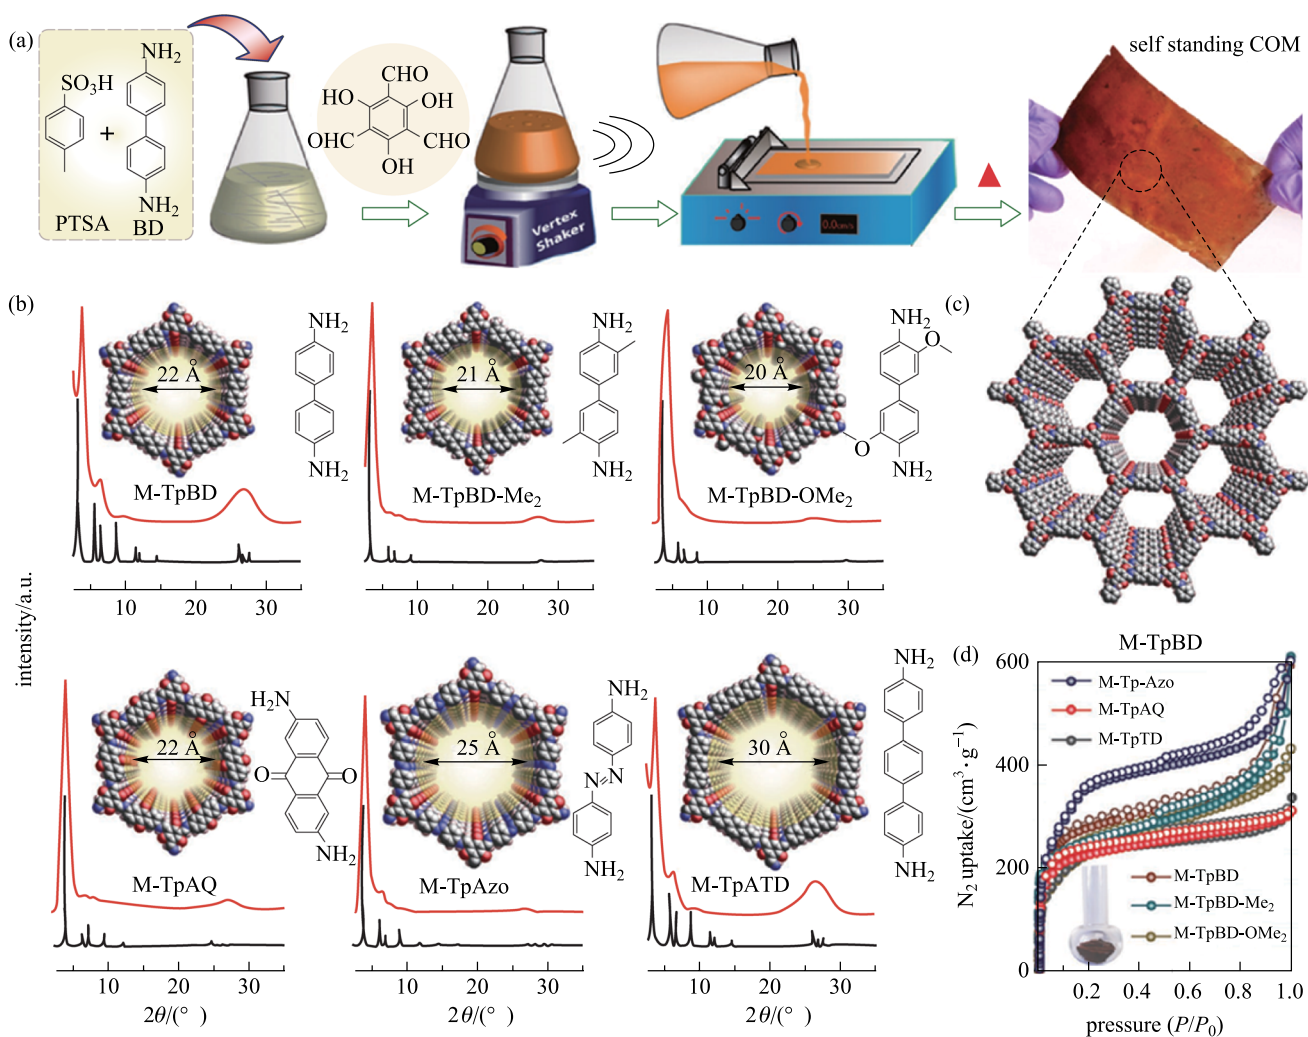 (a)
SO₃H
+
NH₂
NH₂
PTSA
BD
CHO
HO
OH
OHC
CHO
OH
Vertex
Shaker
0.0cm/s
self standing COM
(b)
intensity/a.u.
22 Å
NH₂
NH₂
M-TpBD
10 20 30
21 Å
NH₂
NH₂
M-TpBD-Me₂
10 20 30
20 Å
NH₂
O
O
NH₂
M-TpBD-OMe₂
10 20 30
(c)
22 Å
H₂N
O
O
NH₂
M-TpAQ
10 20 30
2θ/(° )
25 Å
NH₂
N
N
NH₂
M-TpAzo
10 20 30
2θ/(° )
30 Å
NH₂
NH₂
M-TpATD
10 20 30
2θ/(° )
(d)
M-TpBD
N₂ uptake/(cm³·g⁻¹)
600
400
200
0
M-Tp-Azo
M-TpAQ
M-TpTD
M-TpBD
M-TpBD-Me₂
M-TpBD-OMe₂
0.2 0.4 0.6 0.8 1.0
pressure (P/P₀)